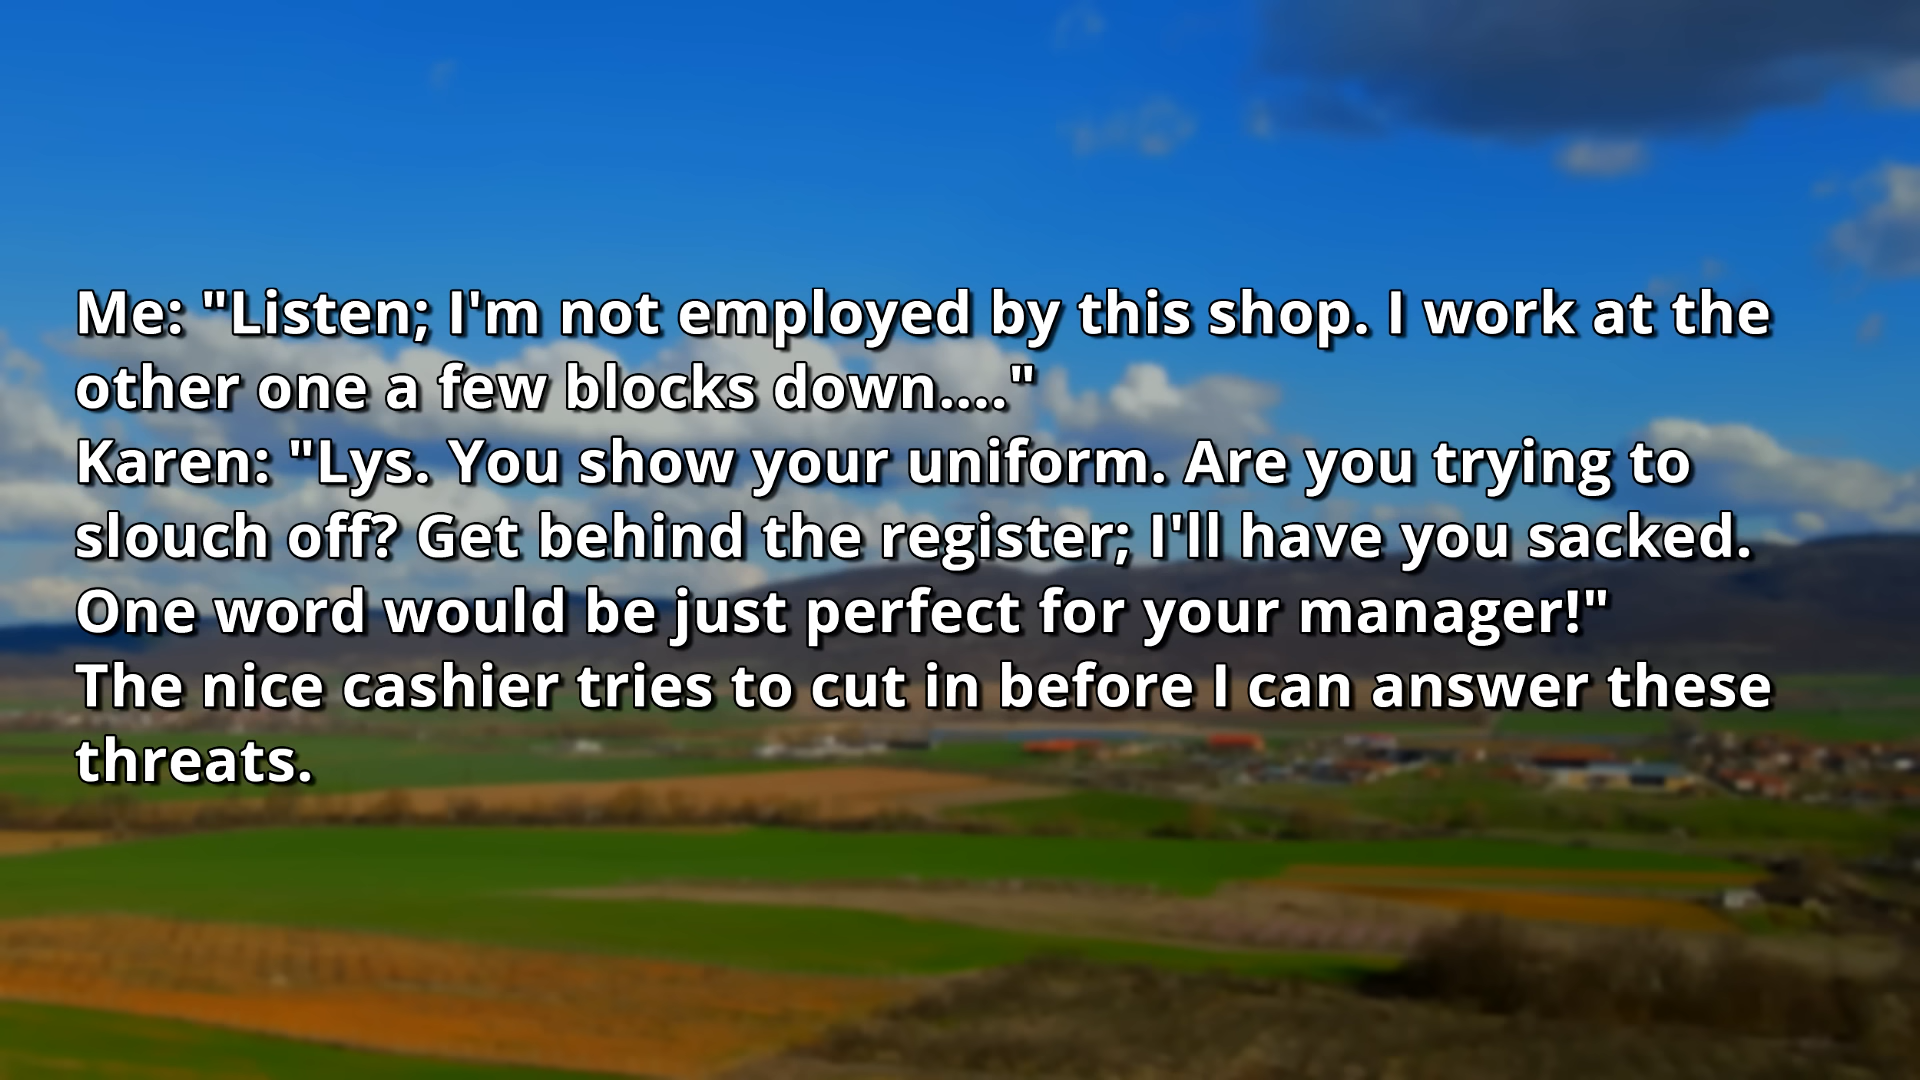 Me: "Listen; I'm not employed by this shop. I work at the
other one a few blocks down...."
Karen: "Lys. You show your uniform. Are you trying to
slouch off? Get behind the register; I'll have you sacked.
One word would be just perfect for your manager!"
The nice cashier tries to cut in before I can answer these
threats.